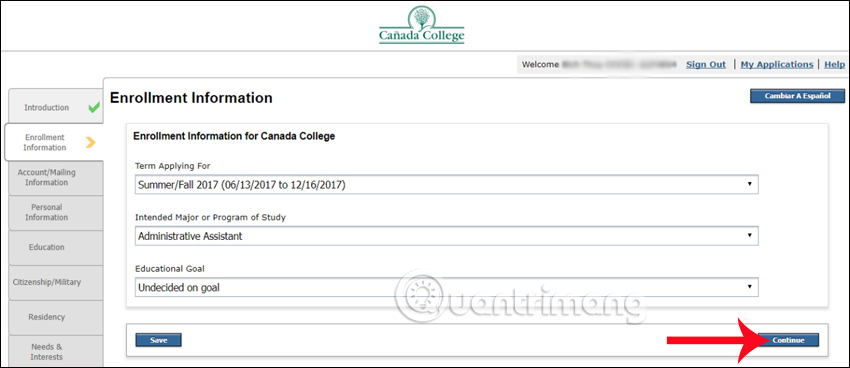 Cañada College
Welcome
Sign Out | My Applications | Help
Introduction
Enrollment Information
Cambiar A Español
Enrollment
Information
Enrollment Information for Canada College
Account/Mailing
Information
Term Applying For
Summer/Fall 2017 (06/13/2017 to 12/16/2017)
Personal
Information
Intended Major or Program of Study
Administrative Assistant
Education
Educational Goal
Undecided on goal
Citizenship/Military
Quantrimang
Residency
Save
Continue
Needs &
Interests